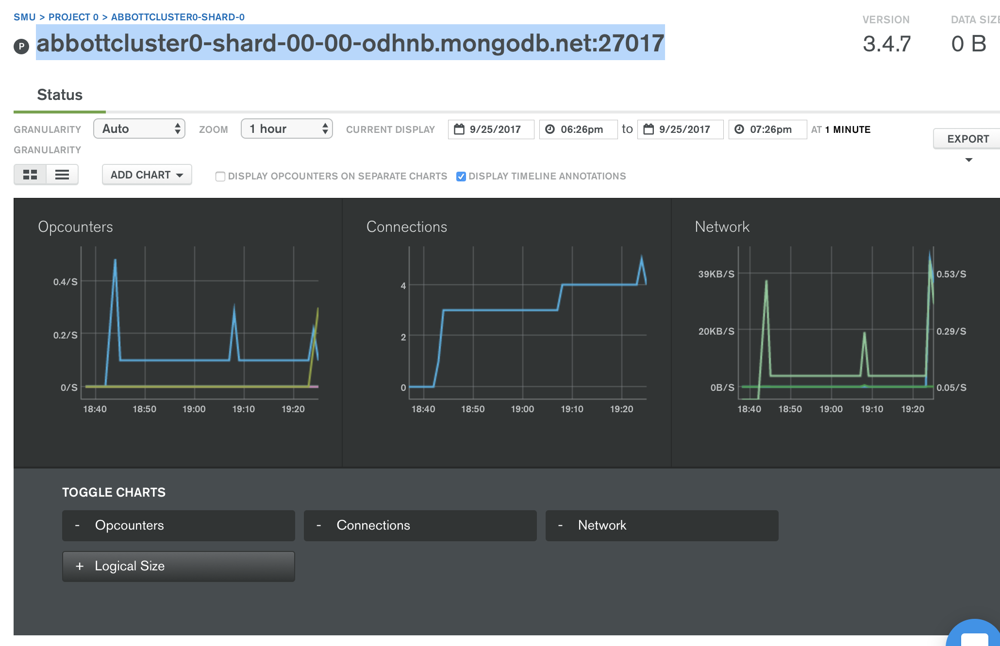 SMU > PROJECT 0 > ABBOTTCLUSTER0-SHARD-0
P abbottcluster0-shard-00-00-odhnb.mongodb.net:27017
VERSION
3.4.7
DATA SIZE
0 B
Status
GRANULARITY Auto ZOOM 1 hour CURRENT DISPLAY 9/25/2017 06:26pm to 9/25/2017 07:26pm AT 1 MINUTE
GRANULARITY
EXPORT
ADD CHART DISPLAY OPCOUNTERS ON SEPARATE CHARTS DISPLAY TIMELINE ANNOTATIONS
Opcounters
0.4/S
0.2/S
0/S
18:40 18:50 19:00 19:10 19:20
Connections
4
2
0
18:40 18:50 19:00 19:10 19:20
Network
39KB/S 0.53/S
20KB/S 0.29/S
0B/S 0.05/S
18:40 18:50 19:00 19:10 19:20
TOGGLE CHARTS
- Opcounters
- Connections
- Network
+ Logical Size